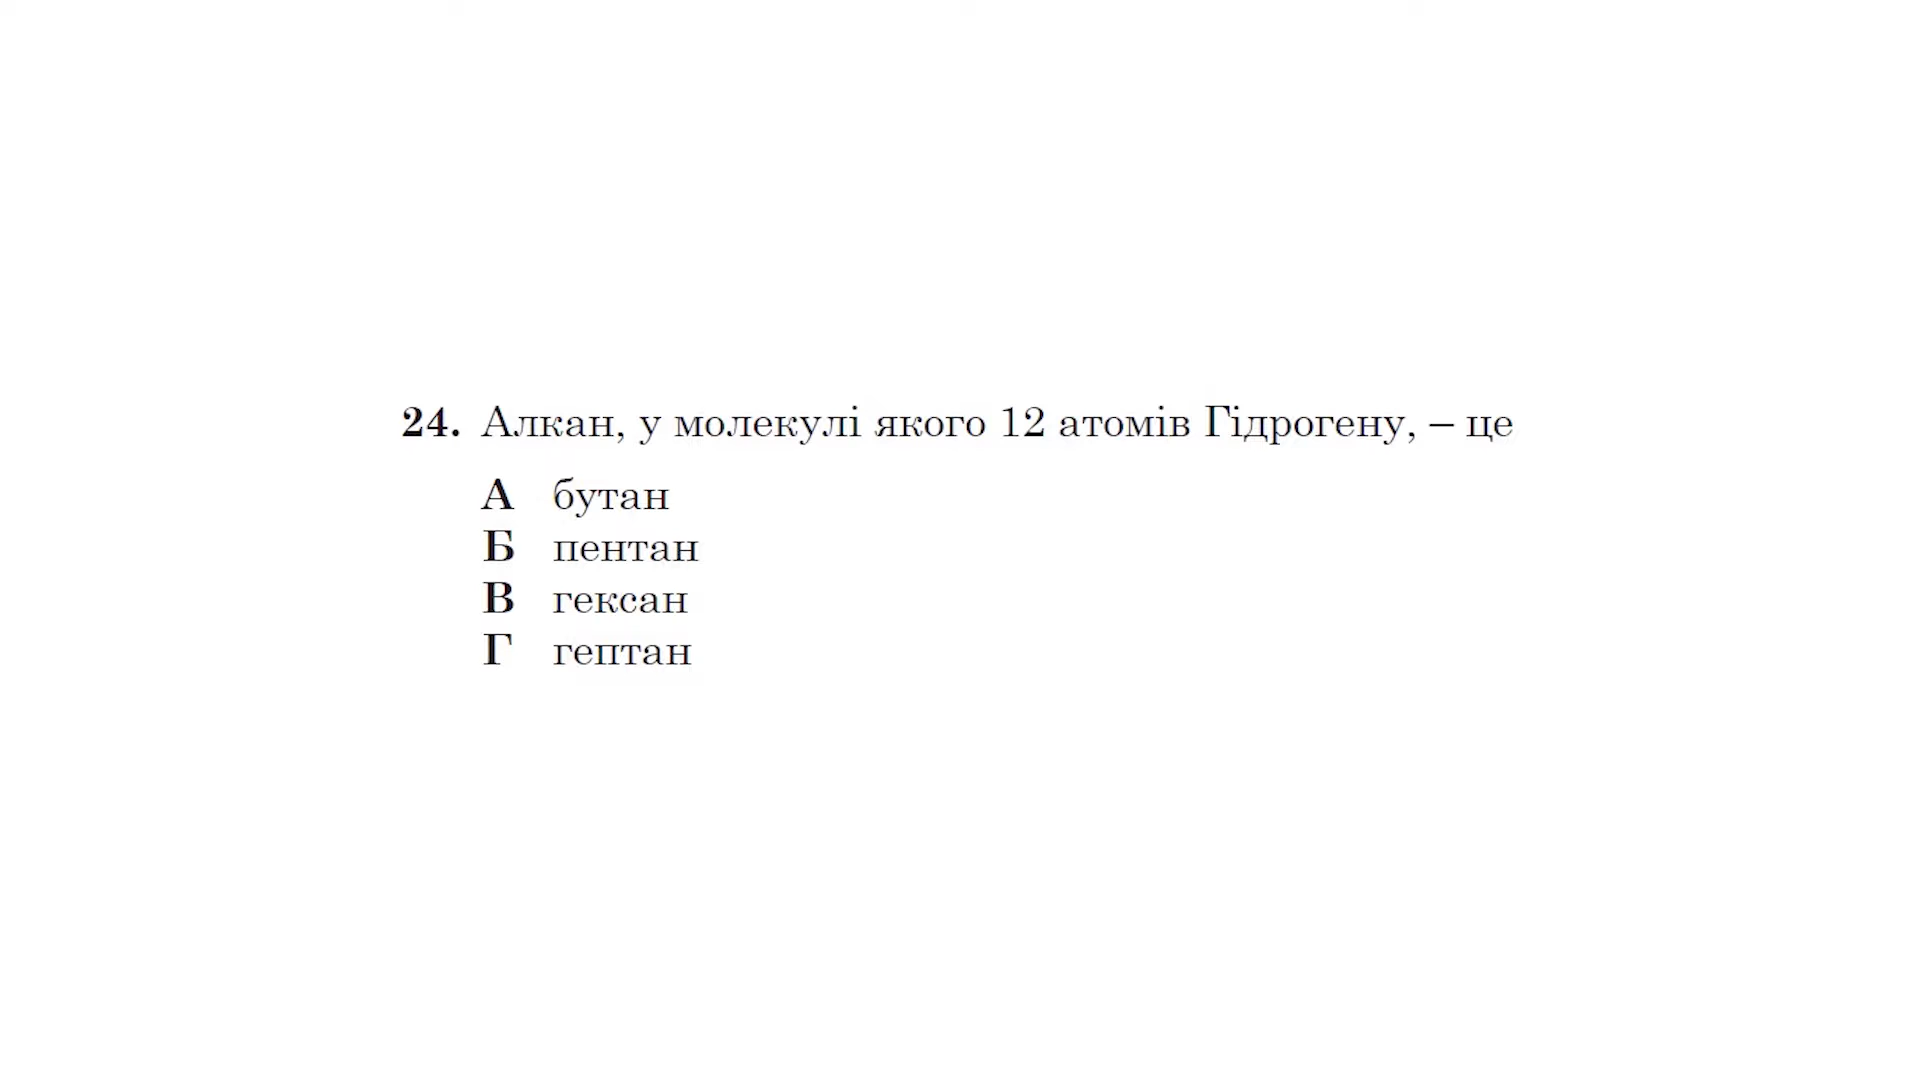 24. Алкан, у молекулі якого 12 атомів Гідрогену, – це
А бутан
Б пентан
В гексан
Г гептан